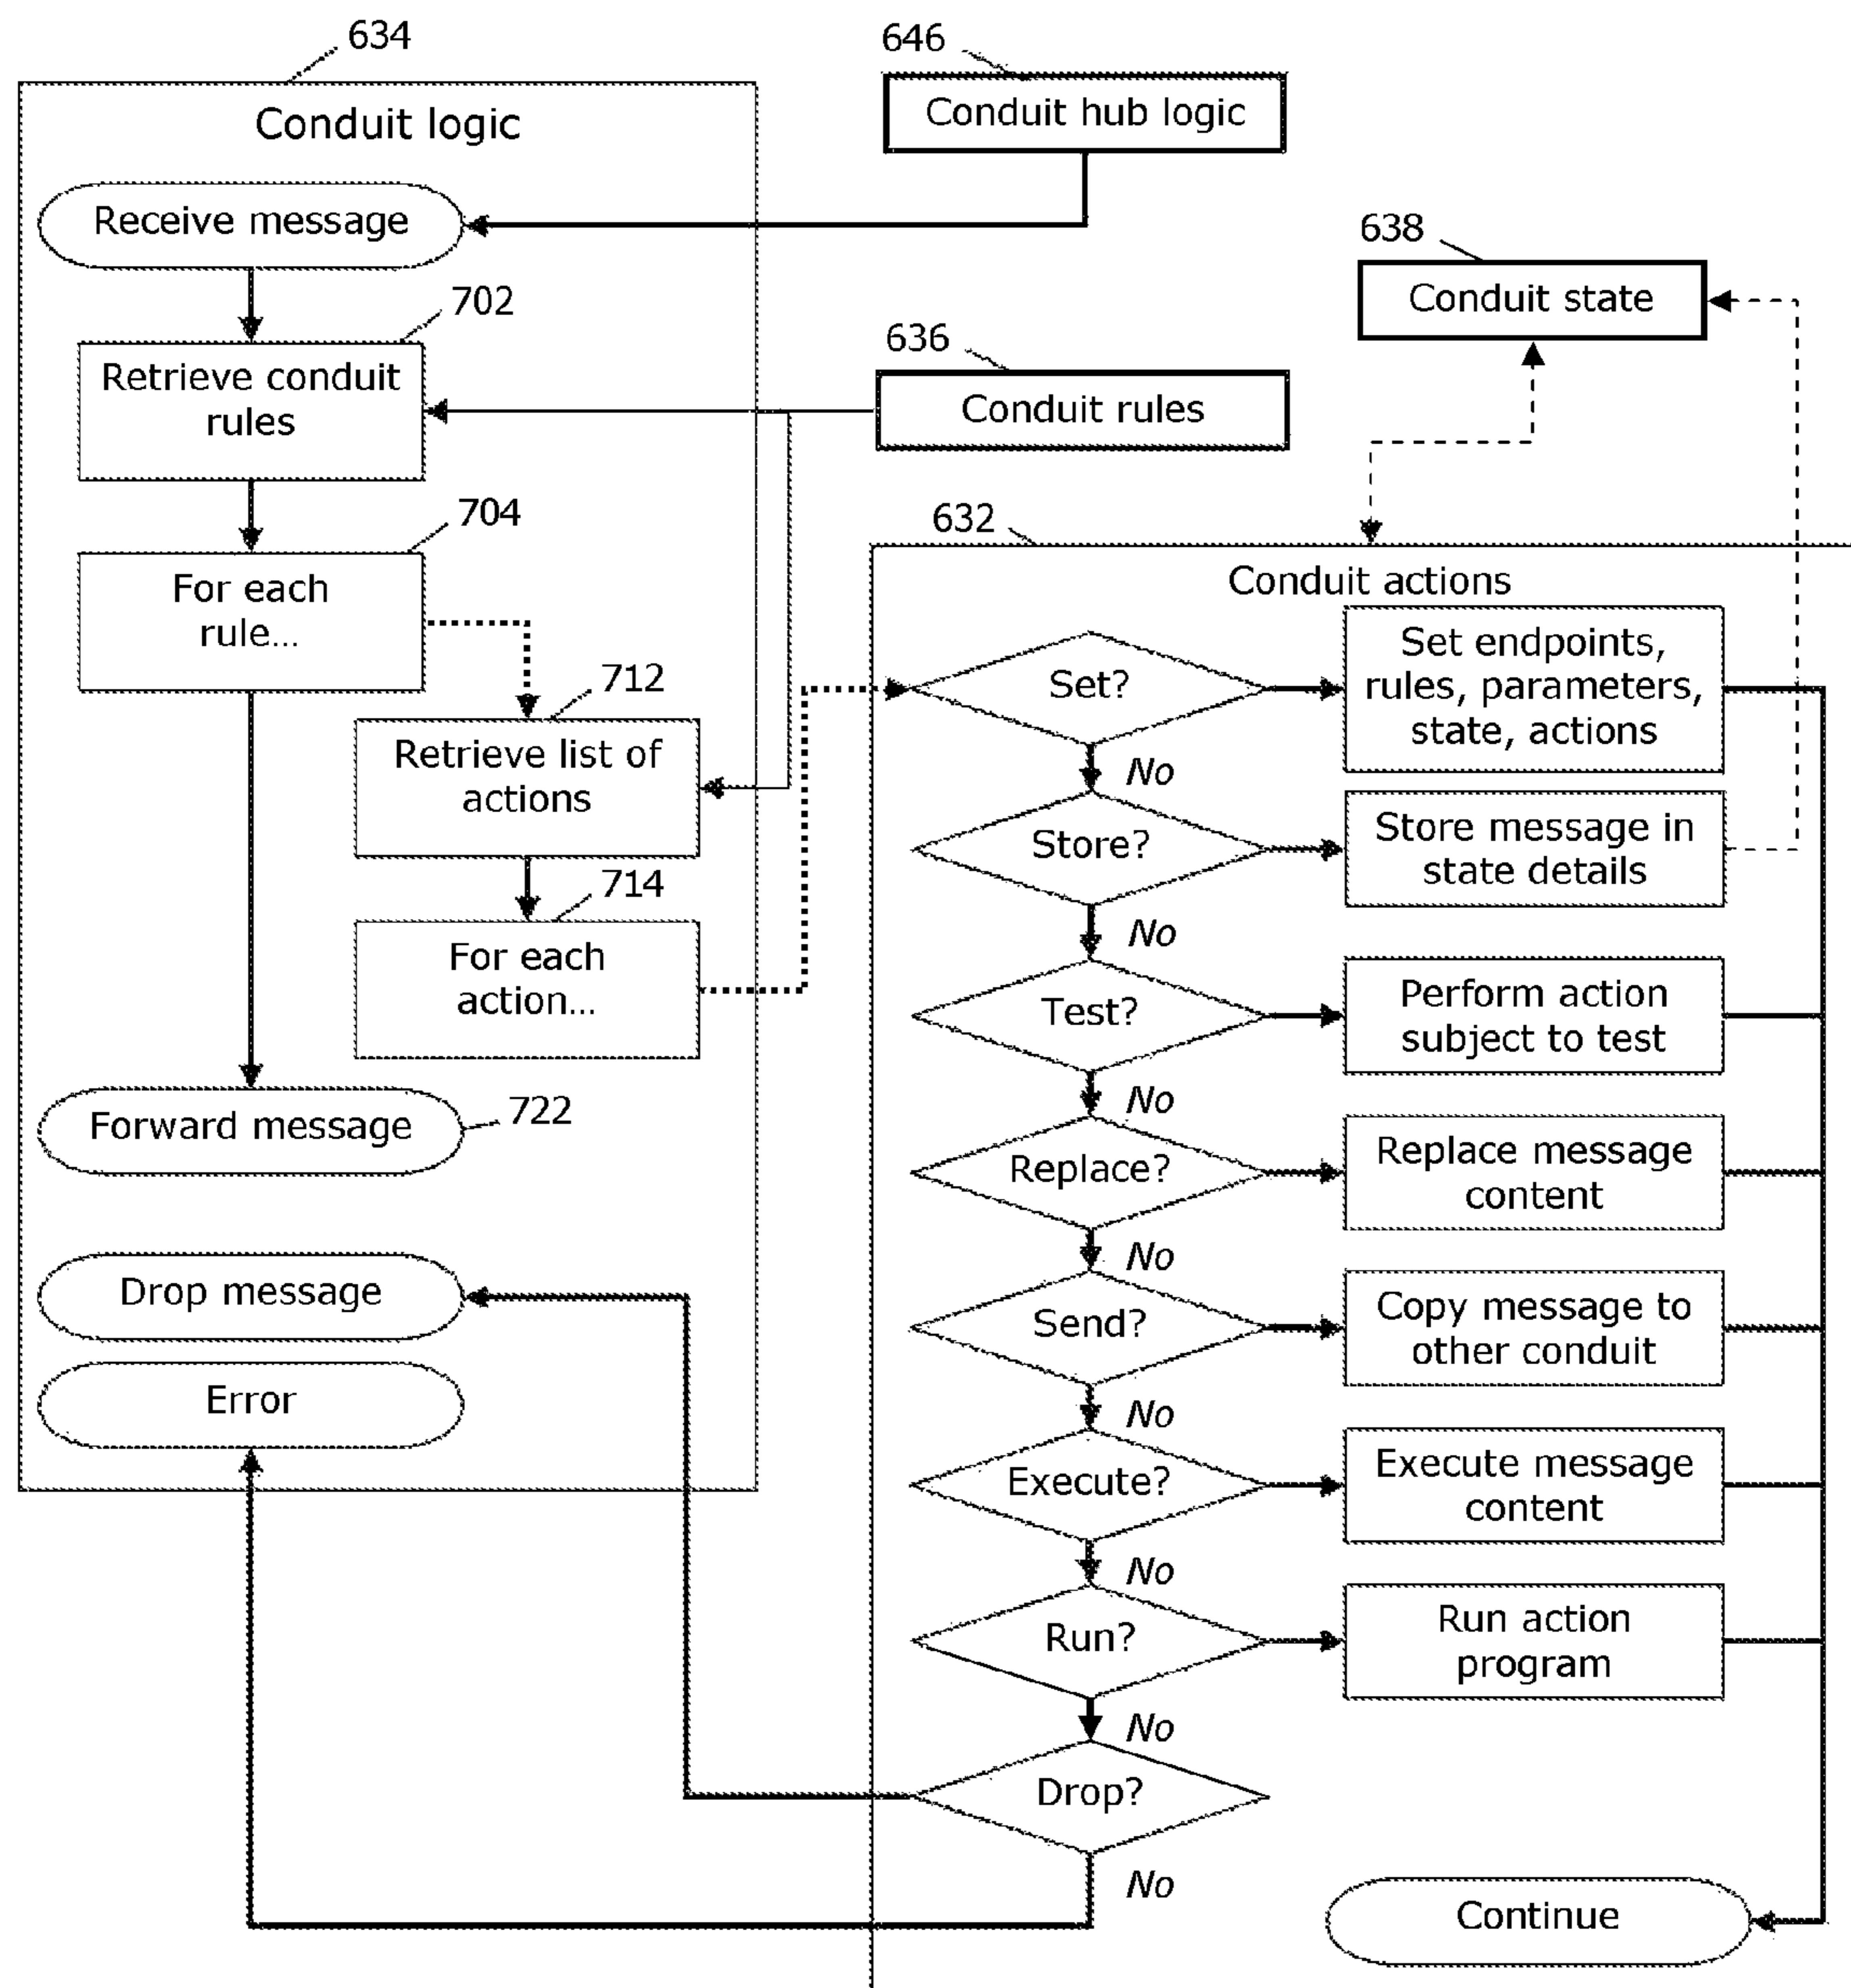 634
646
Conduit logic
Conduit hub logic
Receive message
638
702
Conduit state
636
Retrieve conduit
rules
Conduit rules
704
632
For each
rule...
Conduit actions
712
Set?
Set endpoints,
rules, parameters,
state, actions
Retrieve list of
actions
No
Store?
Store message in
state details
714
No
For each
action...
Test?
Perform action
subject to test
No
Forward message
722
Replace?
Replace message
content
No
Drop message
Send?
Copy message to
other conduit
Error
No
Execute?
Execute message
content
No
Run?
Run action
program
No
Drop?
No
Continue